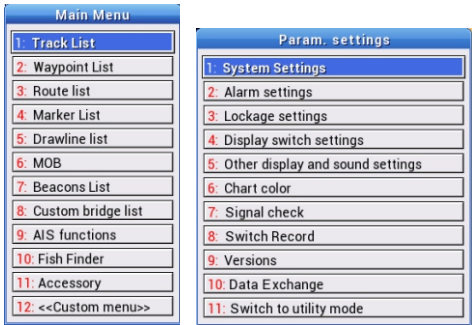 Main Menu
1: Track List
2: Waypoint List
3: Route list
4: Marker List
5: Drawline list
6: MOB
7: Beacons List
8: Custom bridge list
9: AIS functions
10: Fish Finder
11: Accessory
12: <<Custom menu>>
Param. settings
1: System Settings
2: Alarm settings
3: Lockage settings
4: Display switch settings
5: Other display and sound settings
6: Chart color
7: Signal check
8: Switch Record
9: Versions
10: Data Exchange
11: Switch to utility mode